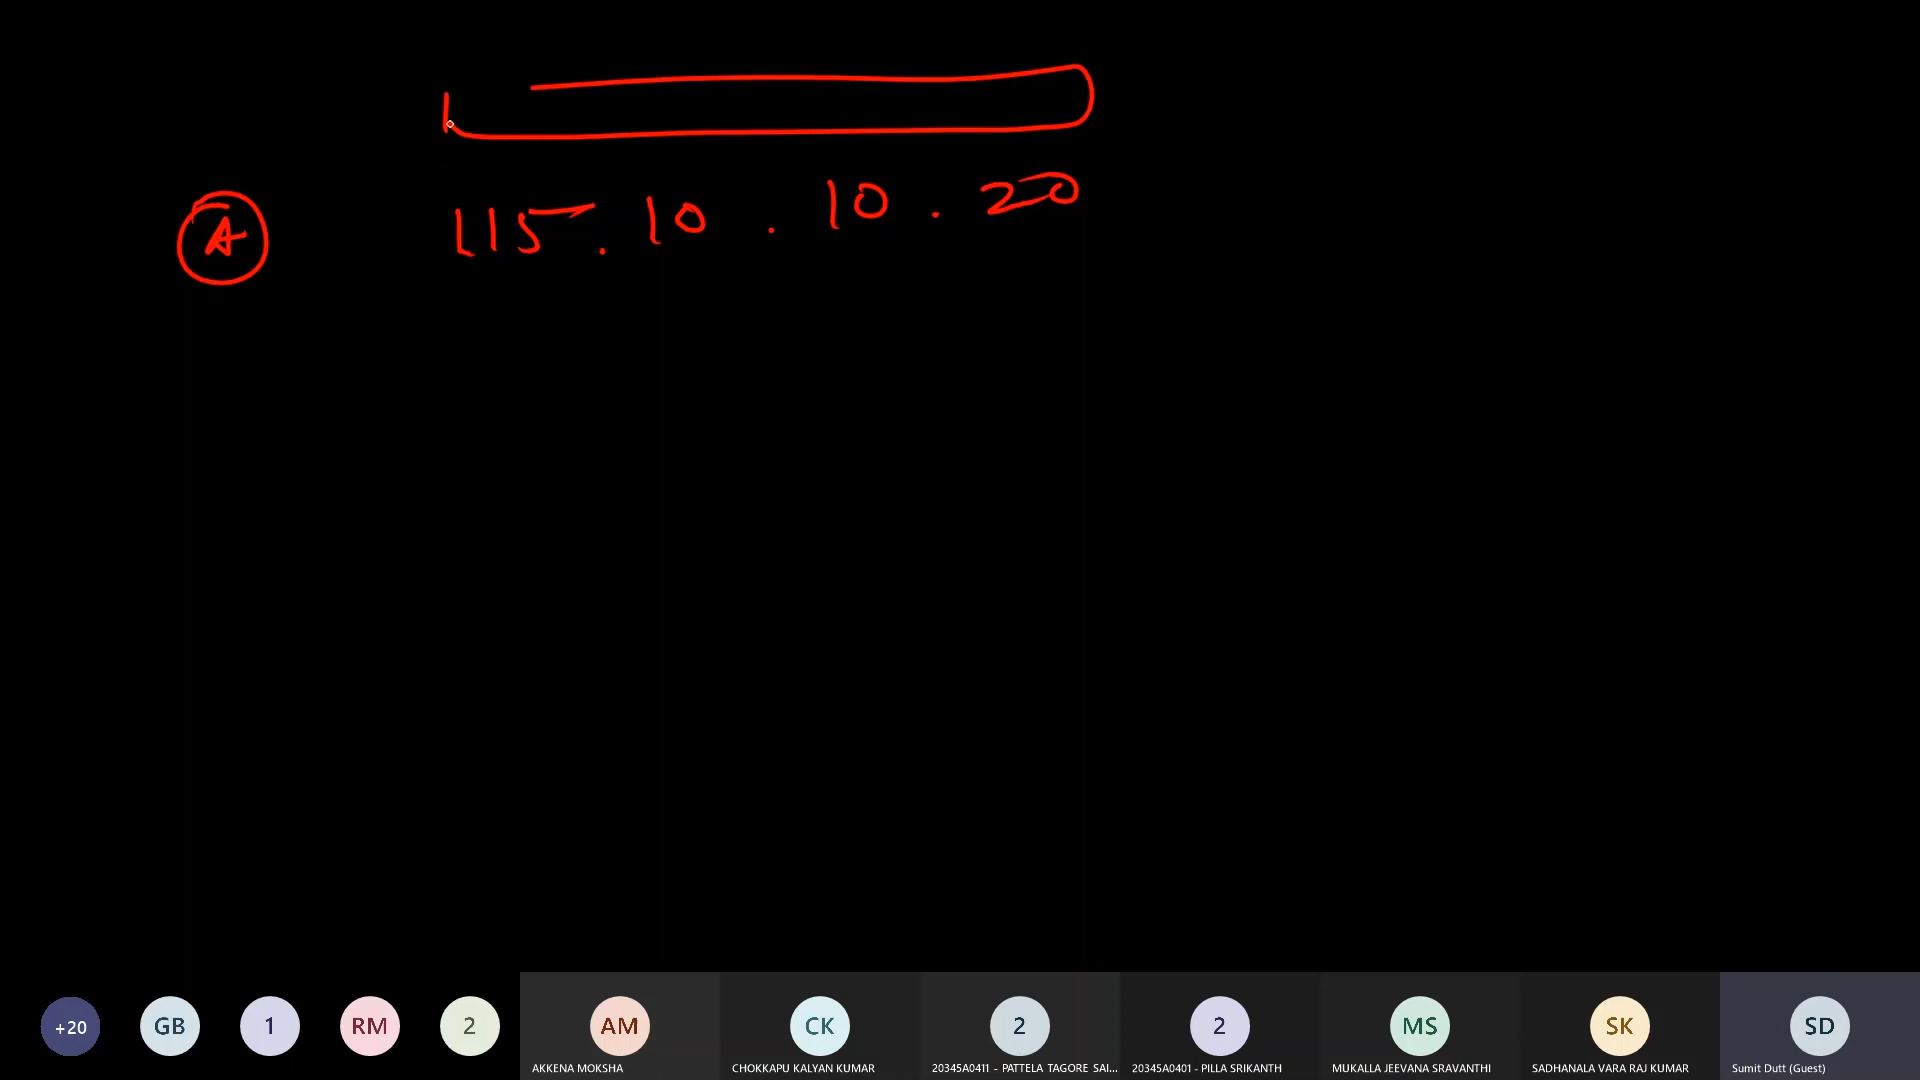 A 115.10.10.20
+20 GB 1 RM 2 AM CK 2 2 MS SK SD
AKKENA MOKSHA CHOKKAPU KALYAN KUMAR 20345A0411 - PATTELA TAGORE SAI... 20345A0401 - PILLA SRIKANTH MUKALLA JEEVANA SRAVANTHI SADHANALA VARA RAJ KUMAR Sumit Dutt (Guest)